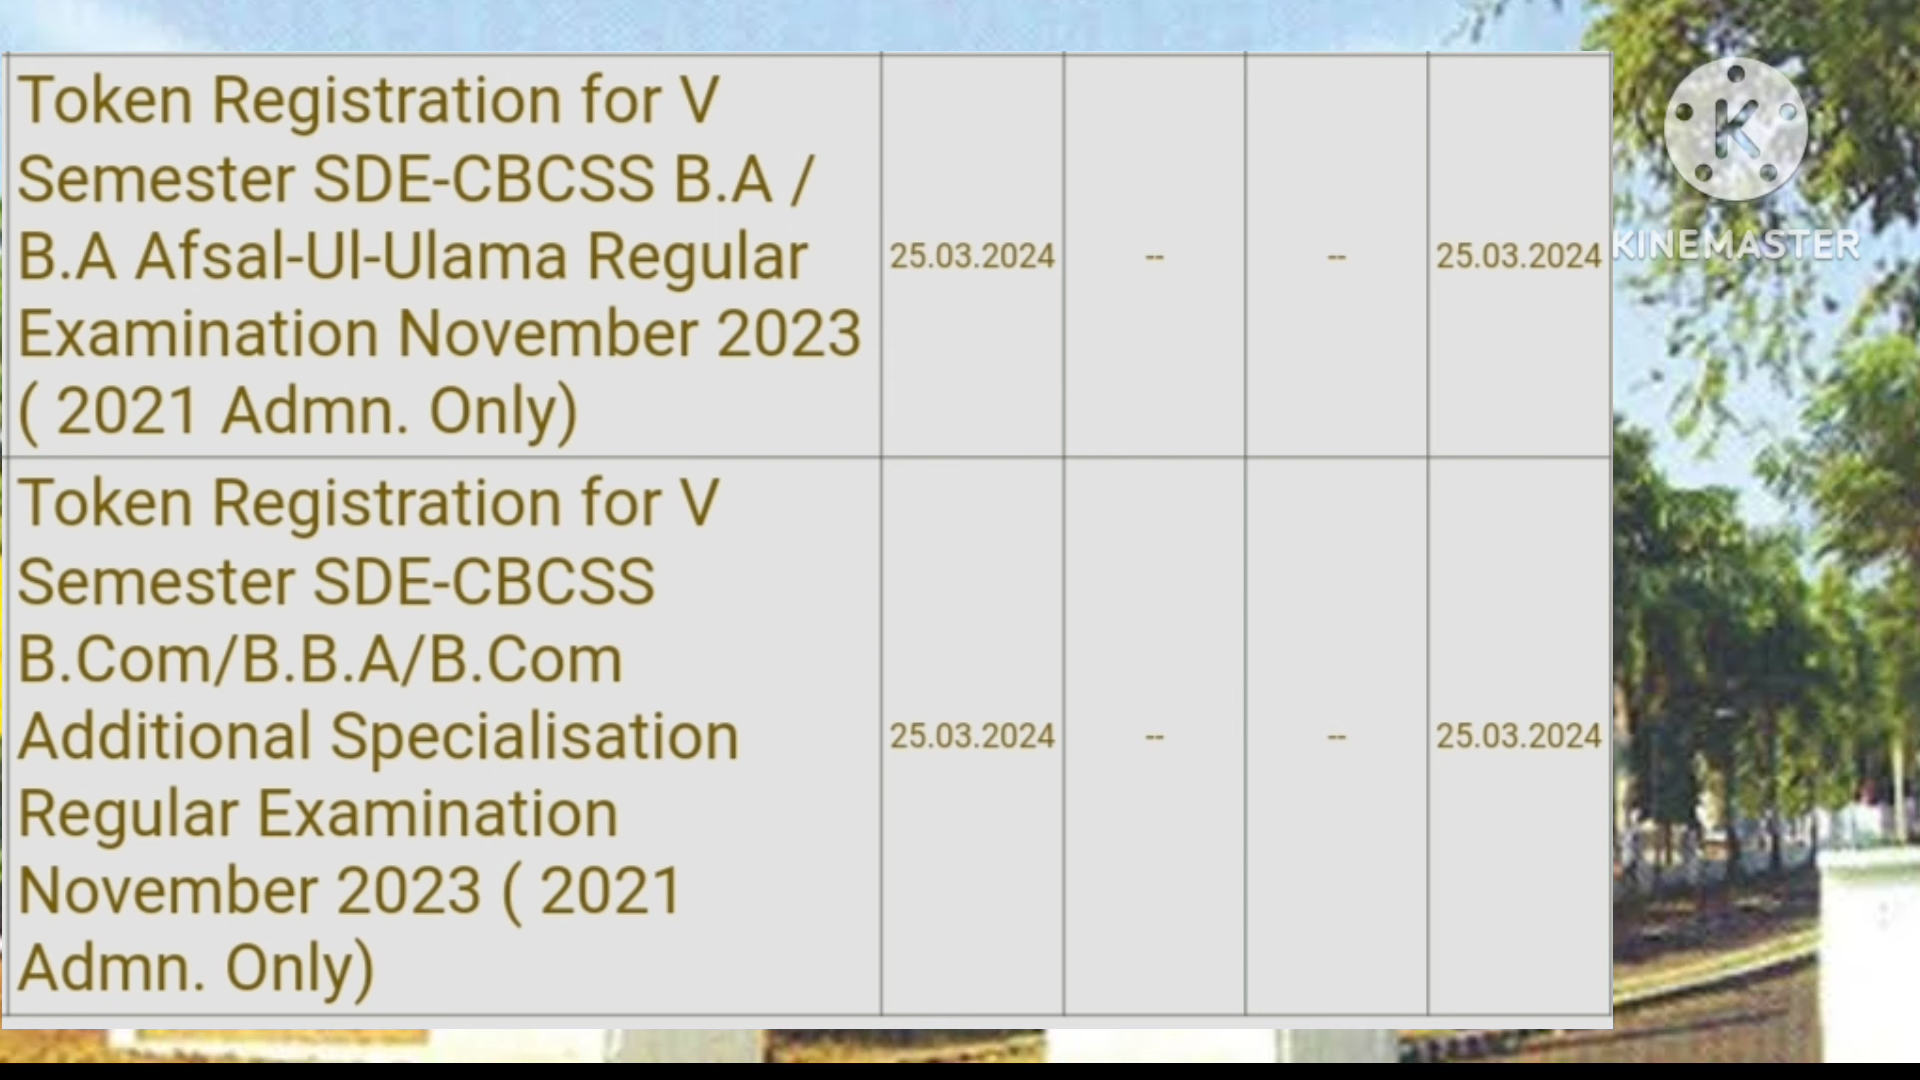 Token Registration for V
Semester SDE-CBCSS B.A /
B.A Afsal-Ul-Ulama Regular
Examination November 2023
( 2021 Admn. Only)
25.03.2024
--
--
25.03.2024
Token Registration for V
Semester SDE-CBCSS
B.Com/B.B.A/B.Com
Additional Specialisation
Regular Examination
November 2023 ( 2021
Admn. Only)
25.03.2024
--
--
25.03.2024
K
KINEMASTER